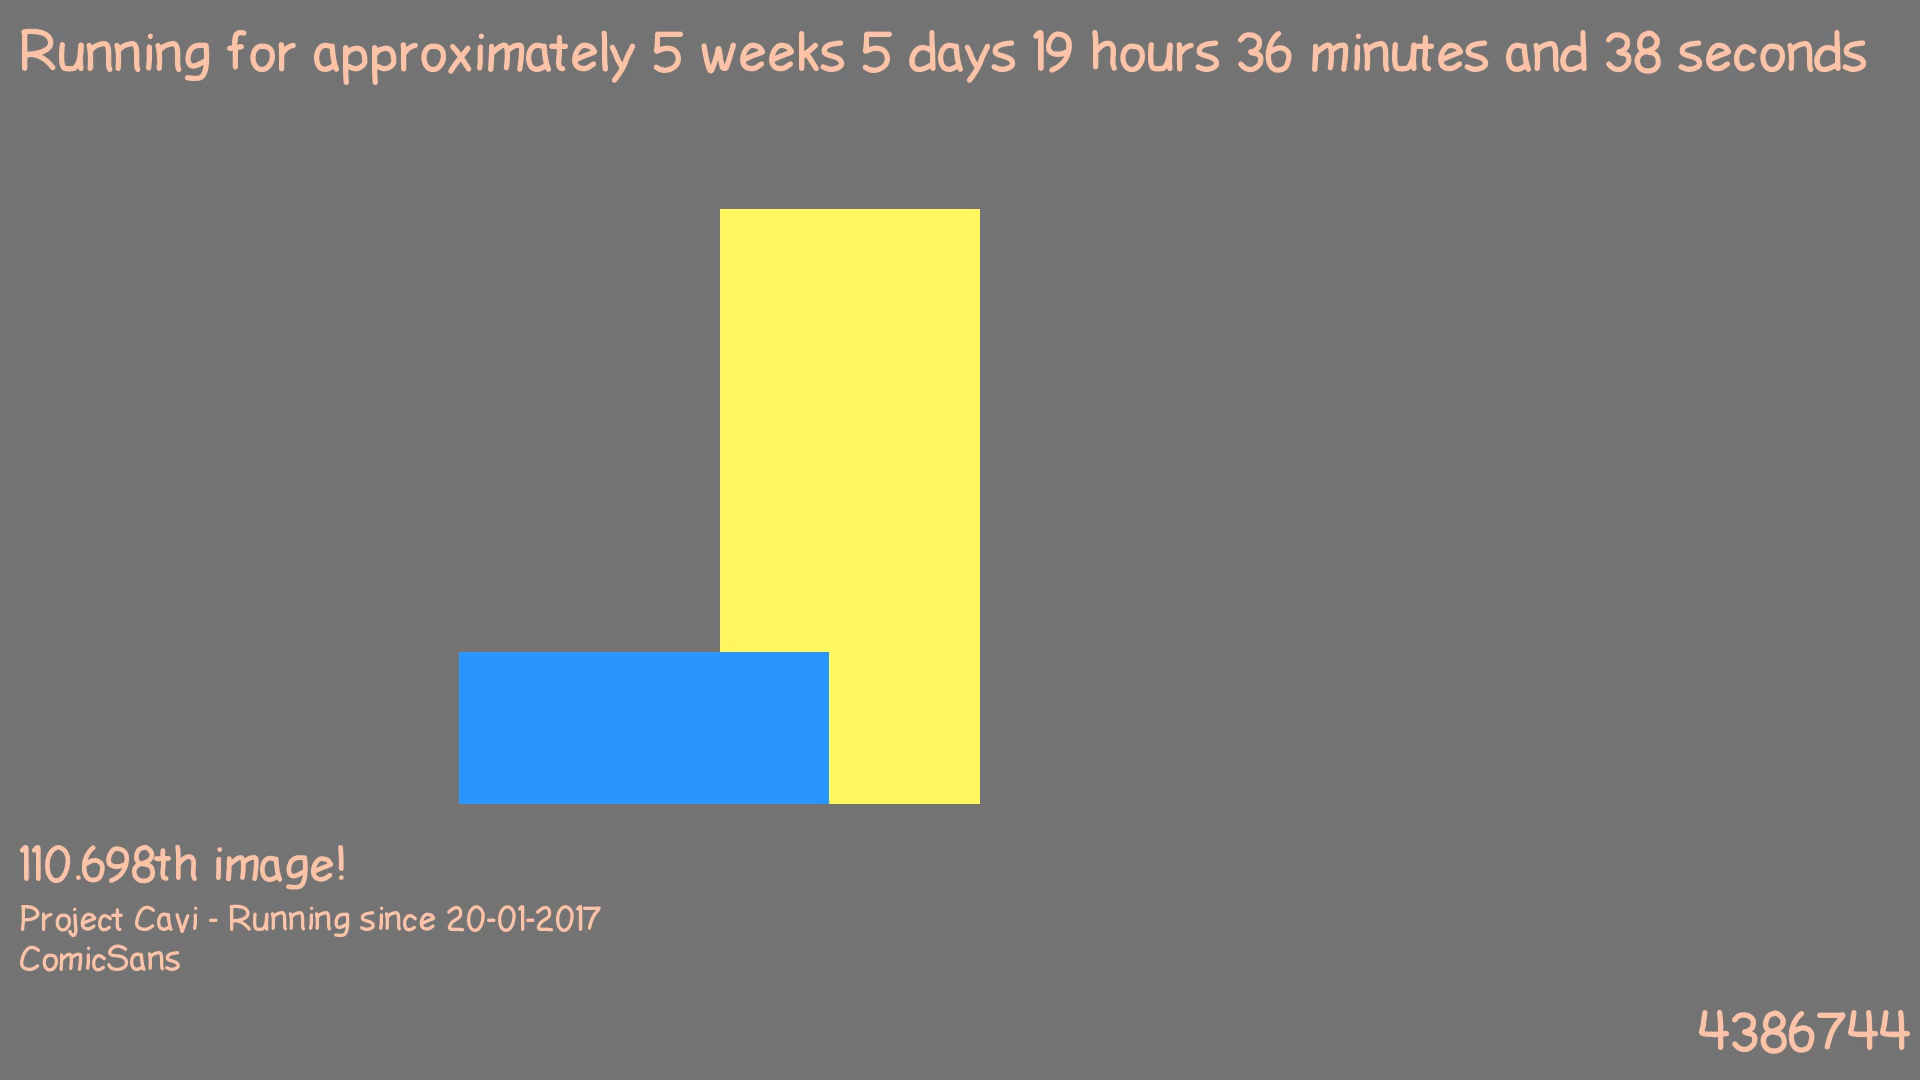 Running for approximately 5 weeks 5 days 19 hours 36 minutes and 38 seconds
110.698th image!
Project Cavi - Running since 20-01-2017
ComicSans
4386744